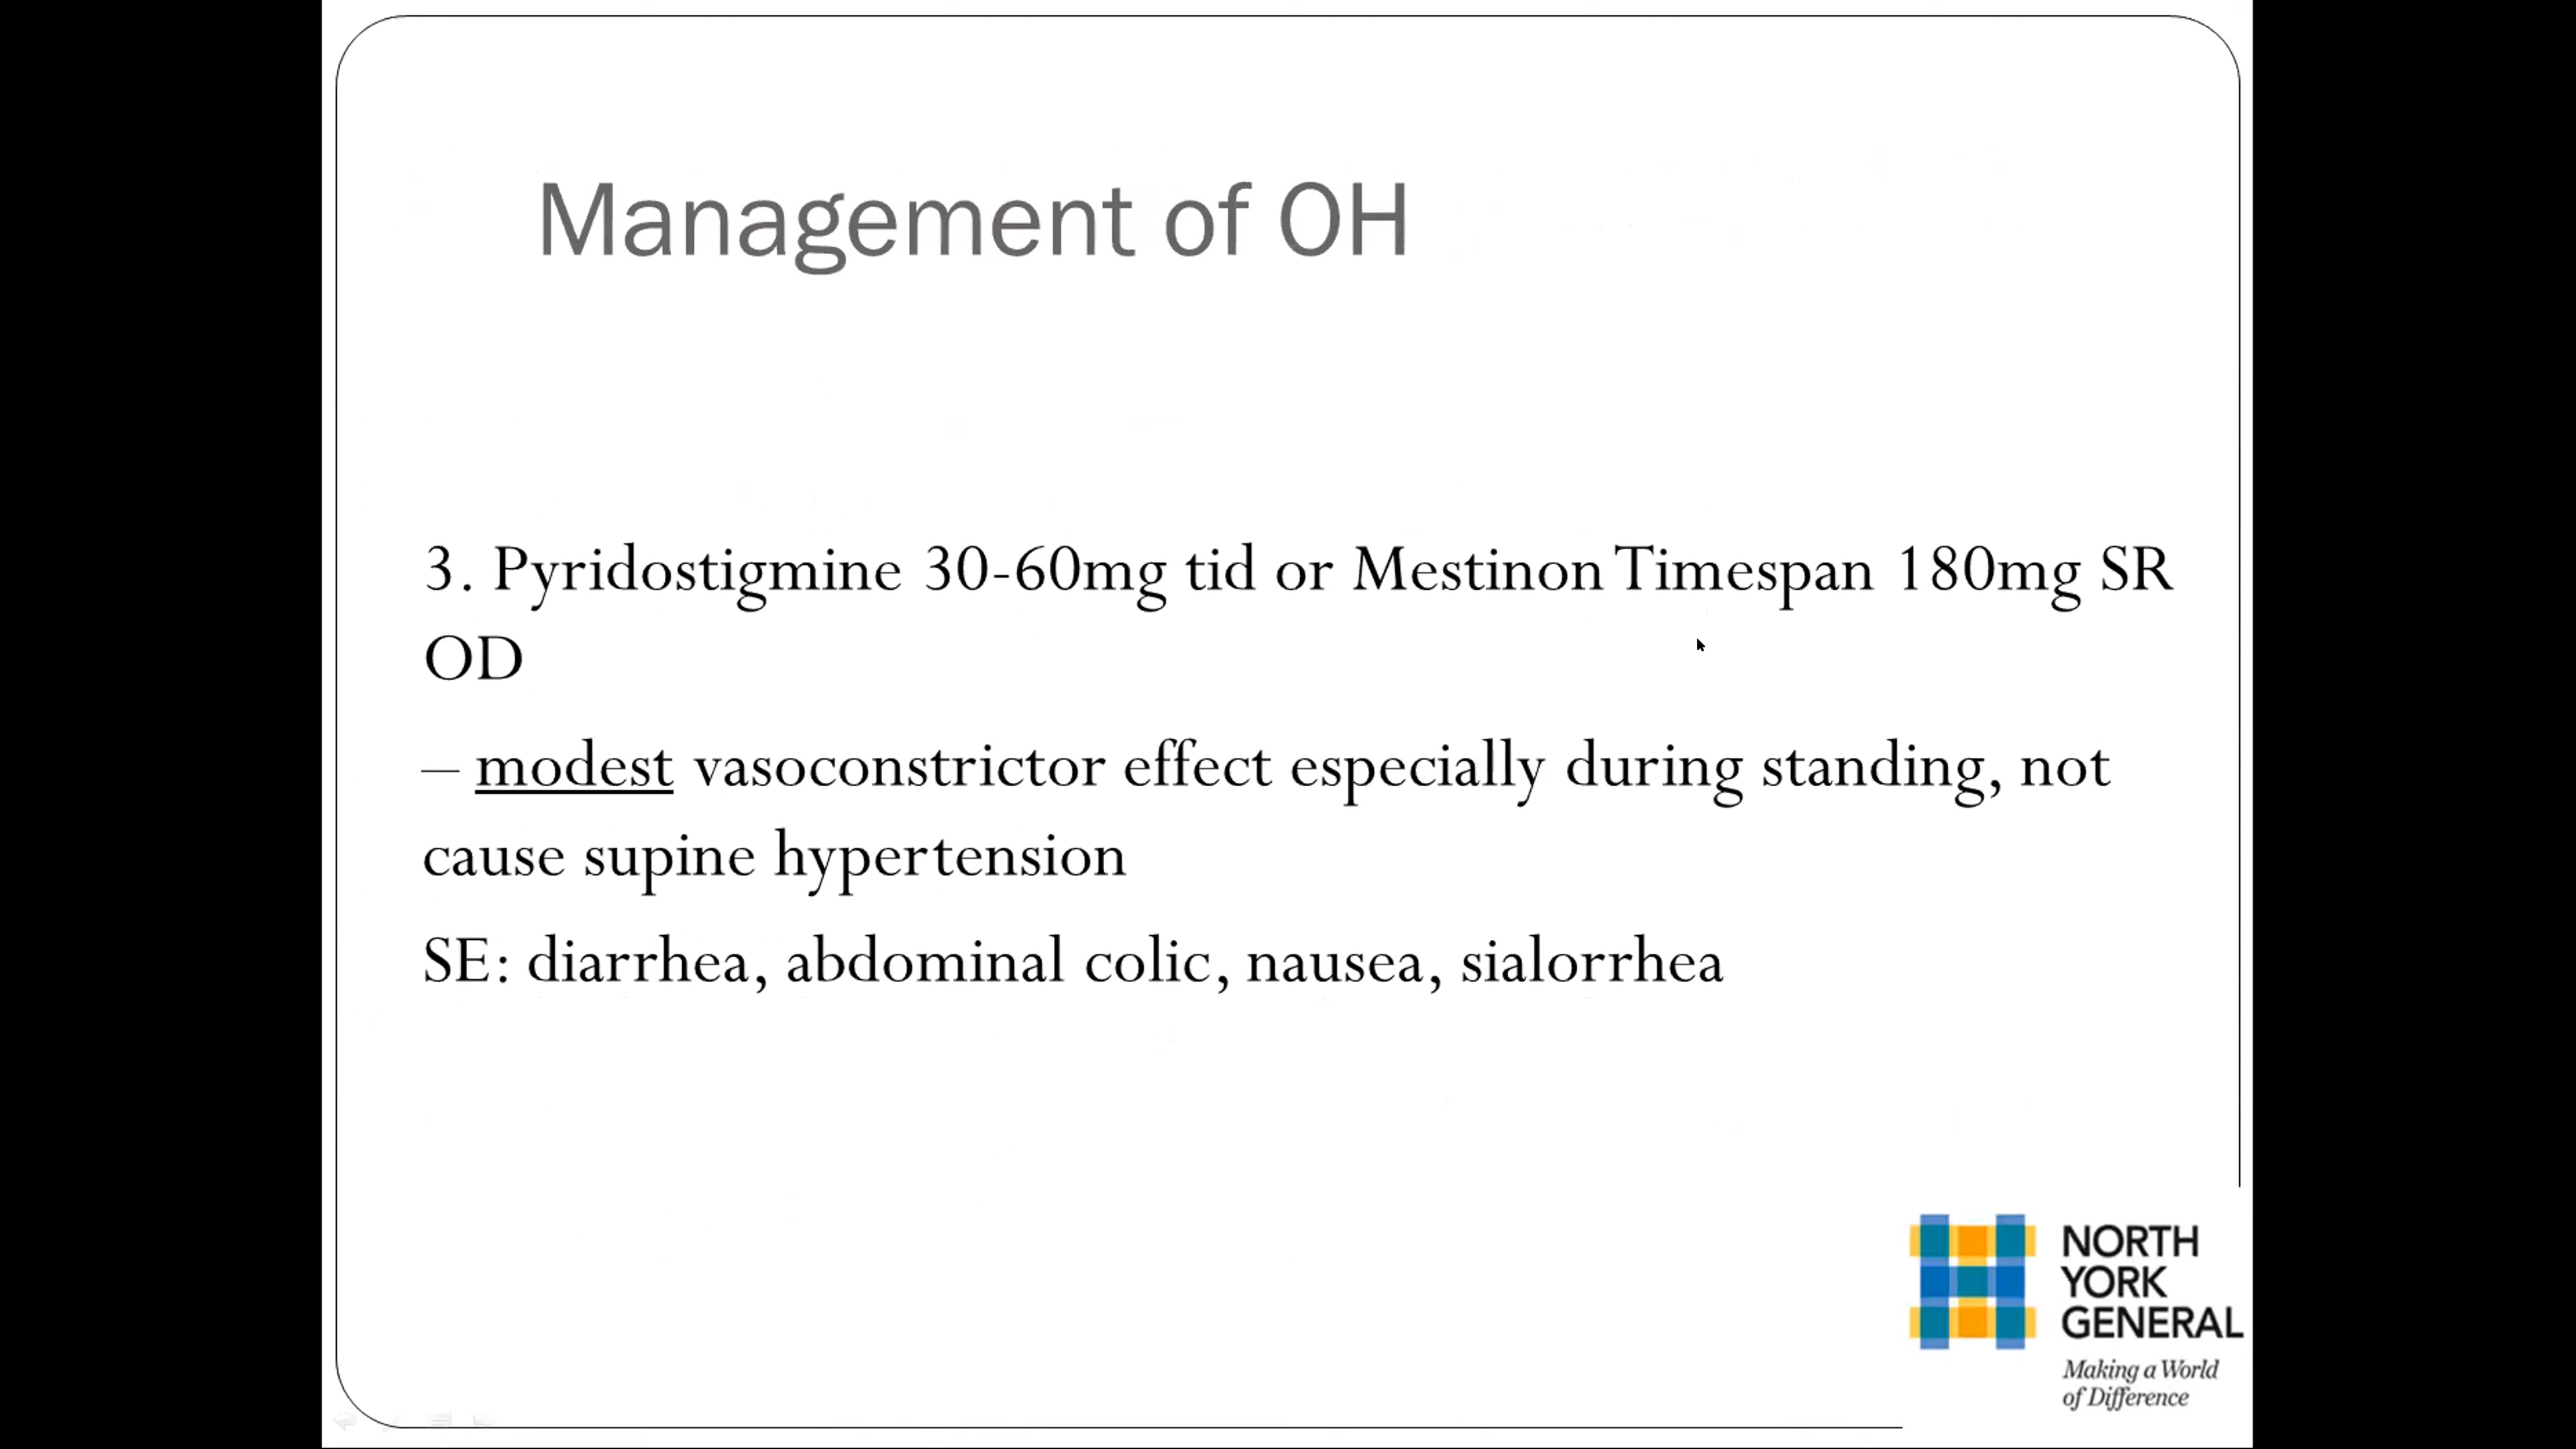 Management of OH
3. Pyridostigmine 30-60mg tid or Mestinon Timespan 180mg SR
OD
– modest vasoconstrictor effect especially during standing, not
cause supine hypertension
SE: diarrhea, abdominal colic, nausea, sialorrhea
NORTH
YORK
GENERAL
Making a World
of Difference